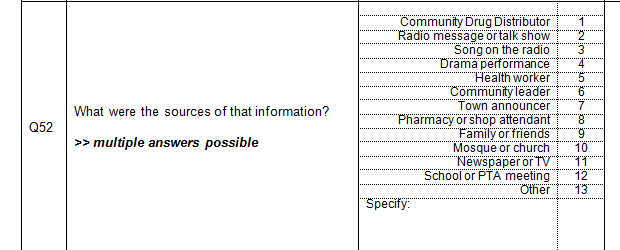 Q52
What were the sources of that information?
>> multiple answers possible
Community Drug Distributor 1
Radio message or talk show 2
Song on the radio 3
Drama performance 4
Health worker 5
Community leader 6
Town announcer 7
Pharmacy or shop attendant 8
Family or friends 9
Mosque or church 10
Newspaper or TV 11
School or PTA meeting 12
Other 13
Specify: